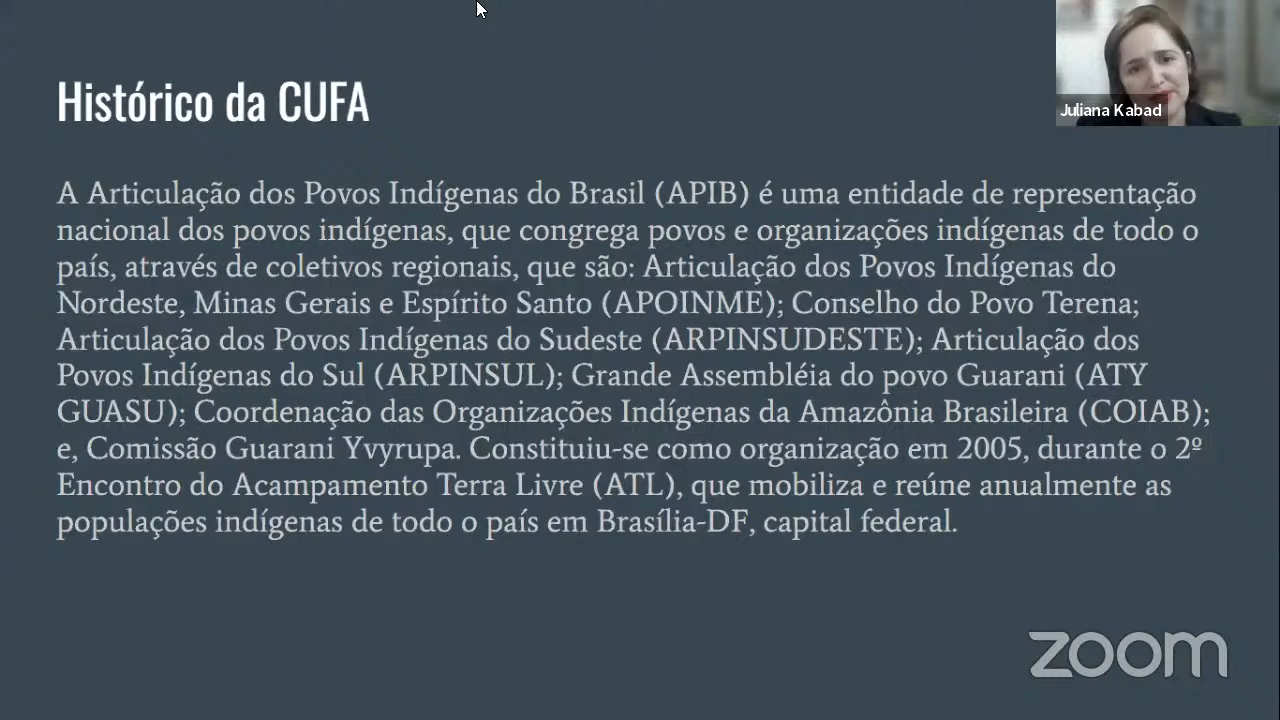 Histórico da CUFA
Juliana Kabad
A Articulação dos Povos Indígenas do Brasil (APIB) é uma entidade de representação
nacional dos povos indígenas, que congrega povos e organizações indígenas de todo o
país, através de coletivos regionais, que são: Articulação dos Povos Indígenas do
Nordeste, Minas Gerais e Espírito Santo (APOINME); Conselho do Povo Terena;
Articulação dos Povos Indígenas do Sudeste (ARPINSUDESTE); Articulação dos
Povos Indígenas do Sul (ARPINSUL); Grande Assembléia do povo Guarani (ATY
GUASU); Coordenação das Organizações Indígenas da Amazônia Brasileira (COIAB);
e, Comissão Guarani Yvyrupa. Constituiu-se como organização em 2005, durante o 2º
Encontro do Acampamento Terra Livre (ATL), que mobiliza e reúne anualmente as
populações indígenas de todo o país em Brasília-DF, capital federal.
zoom